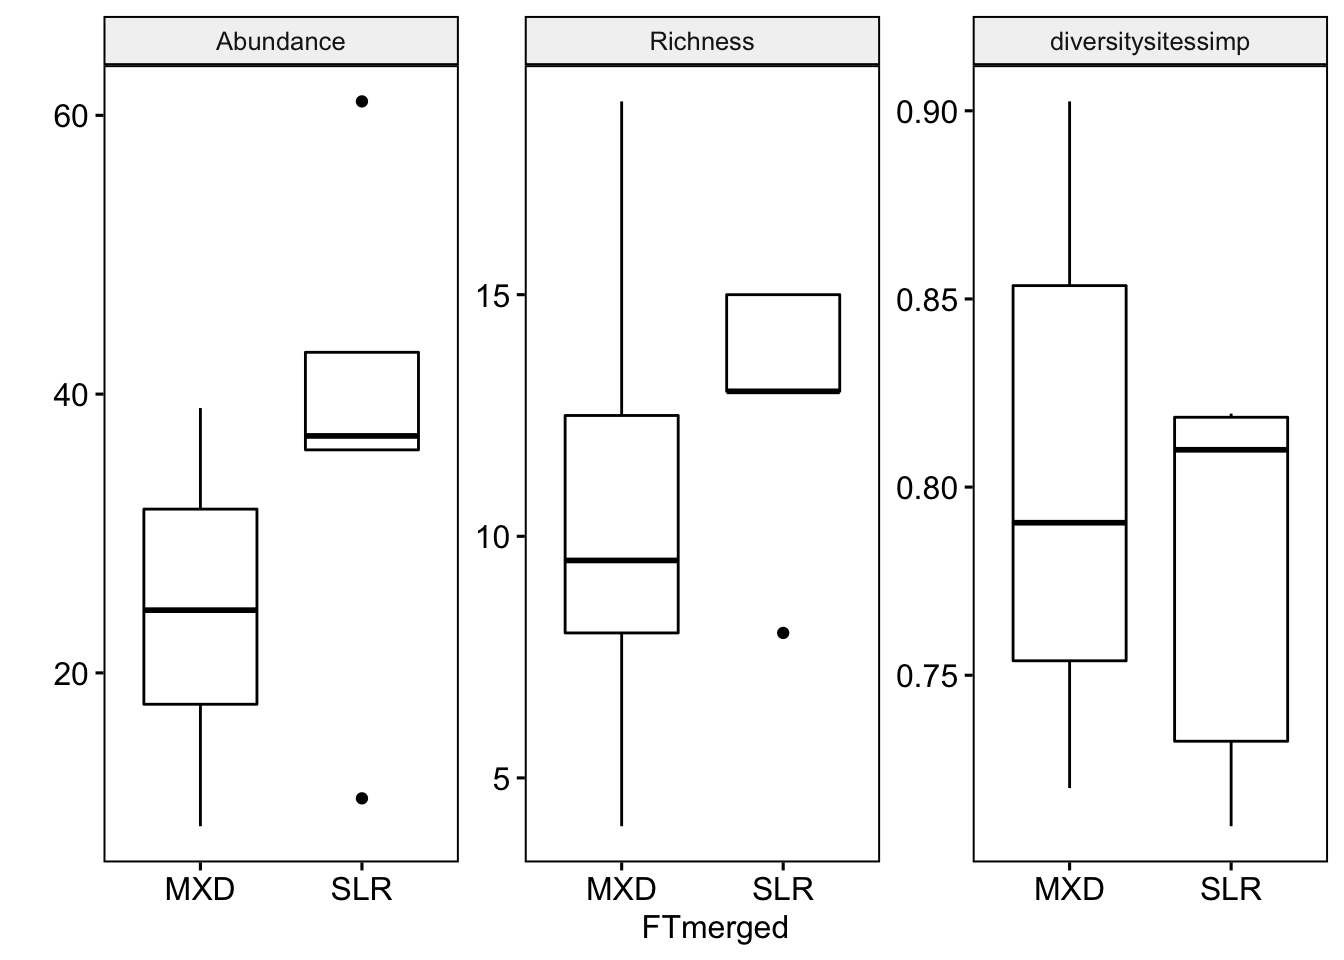 Abundance
Richness
diversitysitessimp
60
40
20
15
10
5
0.90
0.85
0.80
0.75
MXD
SLR
MXD
SLR
MXD
SLR
FTmerged